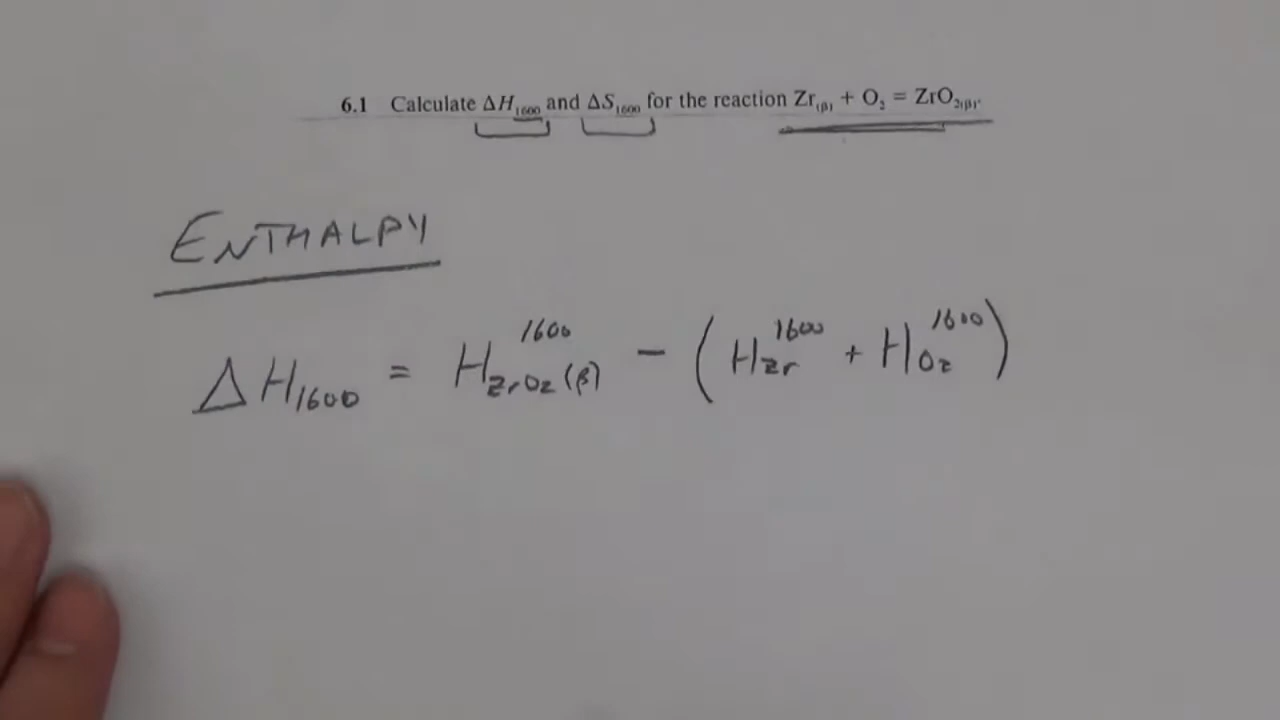 6.1 Calculate ΔH₁₆₀₀ and ΔS₁₆₀₀ for the reaction Zr₍β₎ + O₂ = ZrO₂₍β₎.
ENTHALPY
ΔH₁₆₀₀ = H¹⁶⁰⁰ZrO₂(β) − (H¹⁶⁰⁰Zr + H¹⁶⁰⁰O₂)